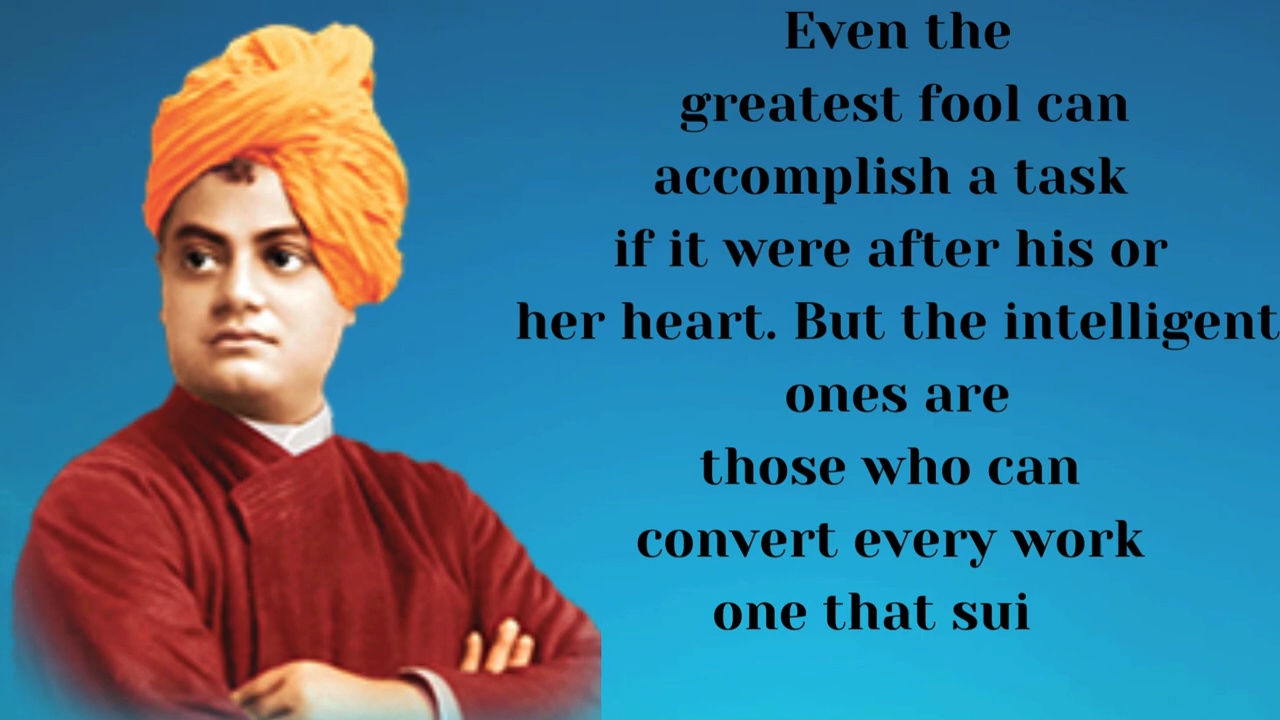 Even the
greatest fool can
accomplish a task
if it were after his or
her heart. But the intelligent
ones are
those who can
convert every work
one that sui